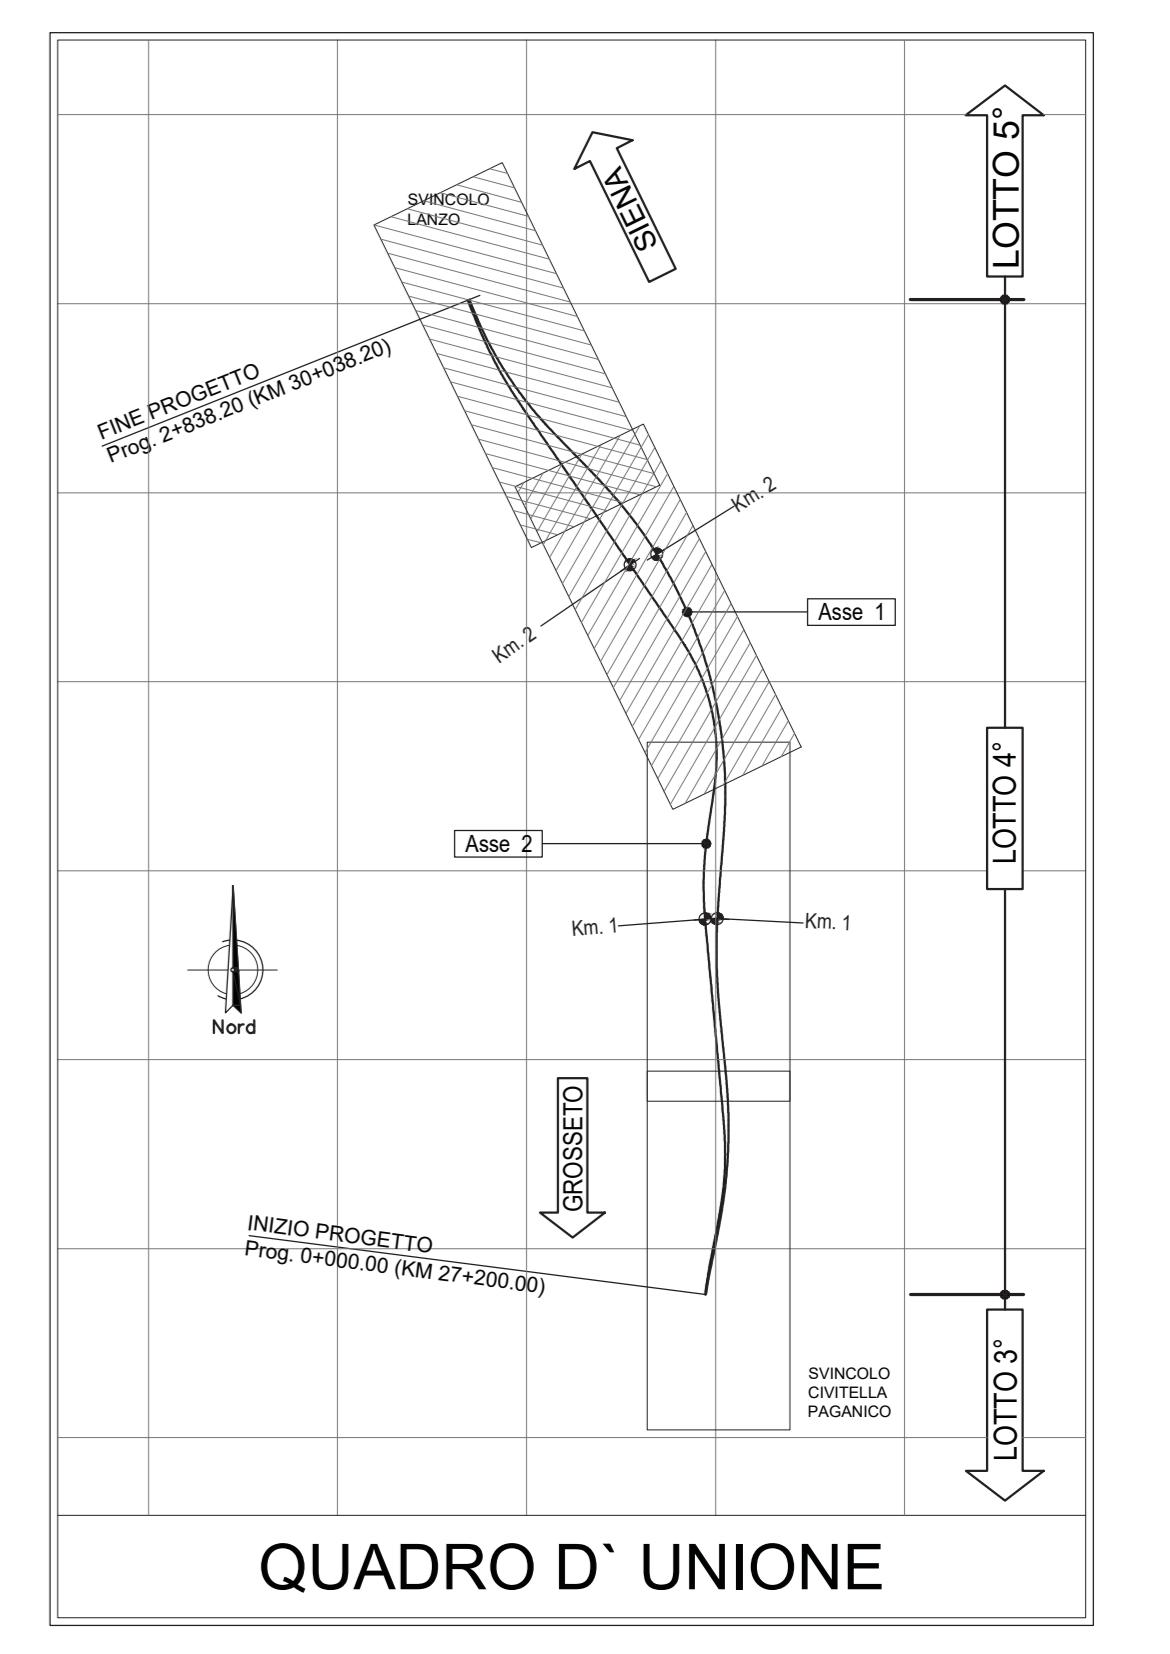 LOTTO 5°
SIENA
SVINCOLO
LANZO
FINE PROGETTO
Prog. 2+838.20 (KM 30+038.20)
Km. 2
Km. 2
Asse 1
LOTTO 4°
Asse 2
Km. 1
Km. 1
Nord
GROSSETO
INIZIO PROGETTO
Prog. 0+000.00 (KM 27+200.00)
SVINCOLO
CIVITELLA
PAGANICO
LOTTO 3°
QUADRO D` UNIONE